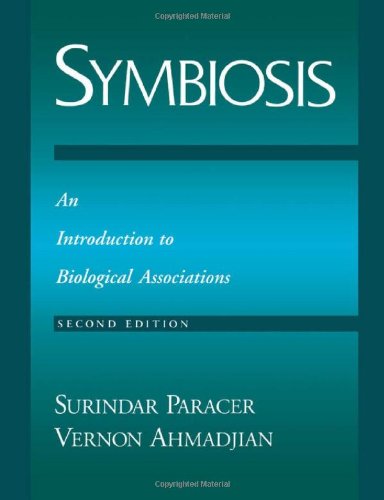 Copyrighted Material
SYMBIOSIS
An
Introduction to
Biological Associations
SECOND EDITION
SURINDAR PARACER
VERNON AHMADJIAN
Copyrighted Material